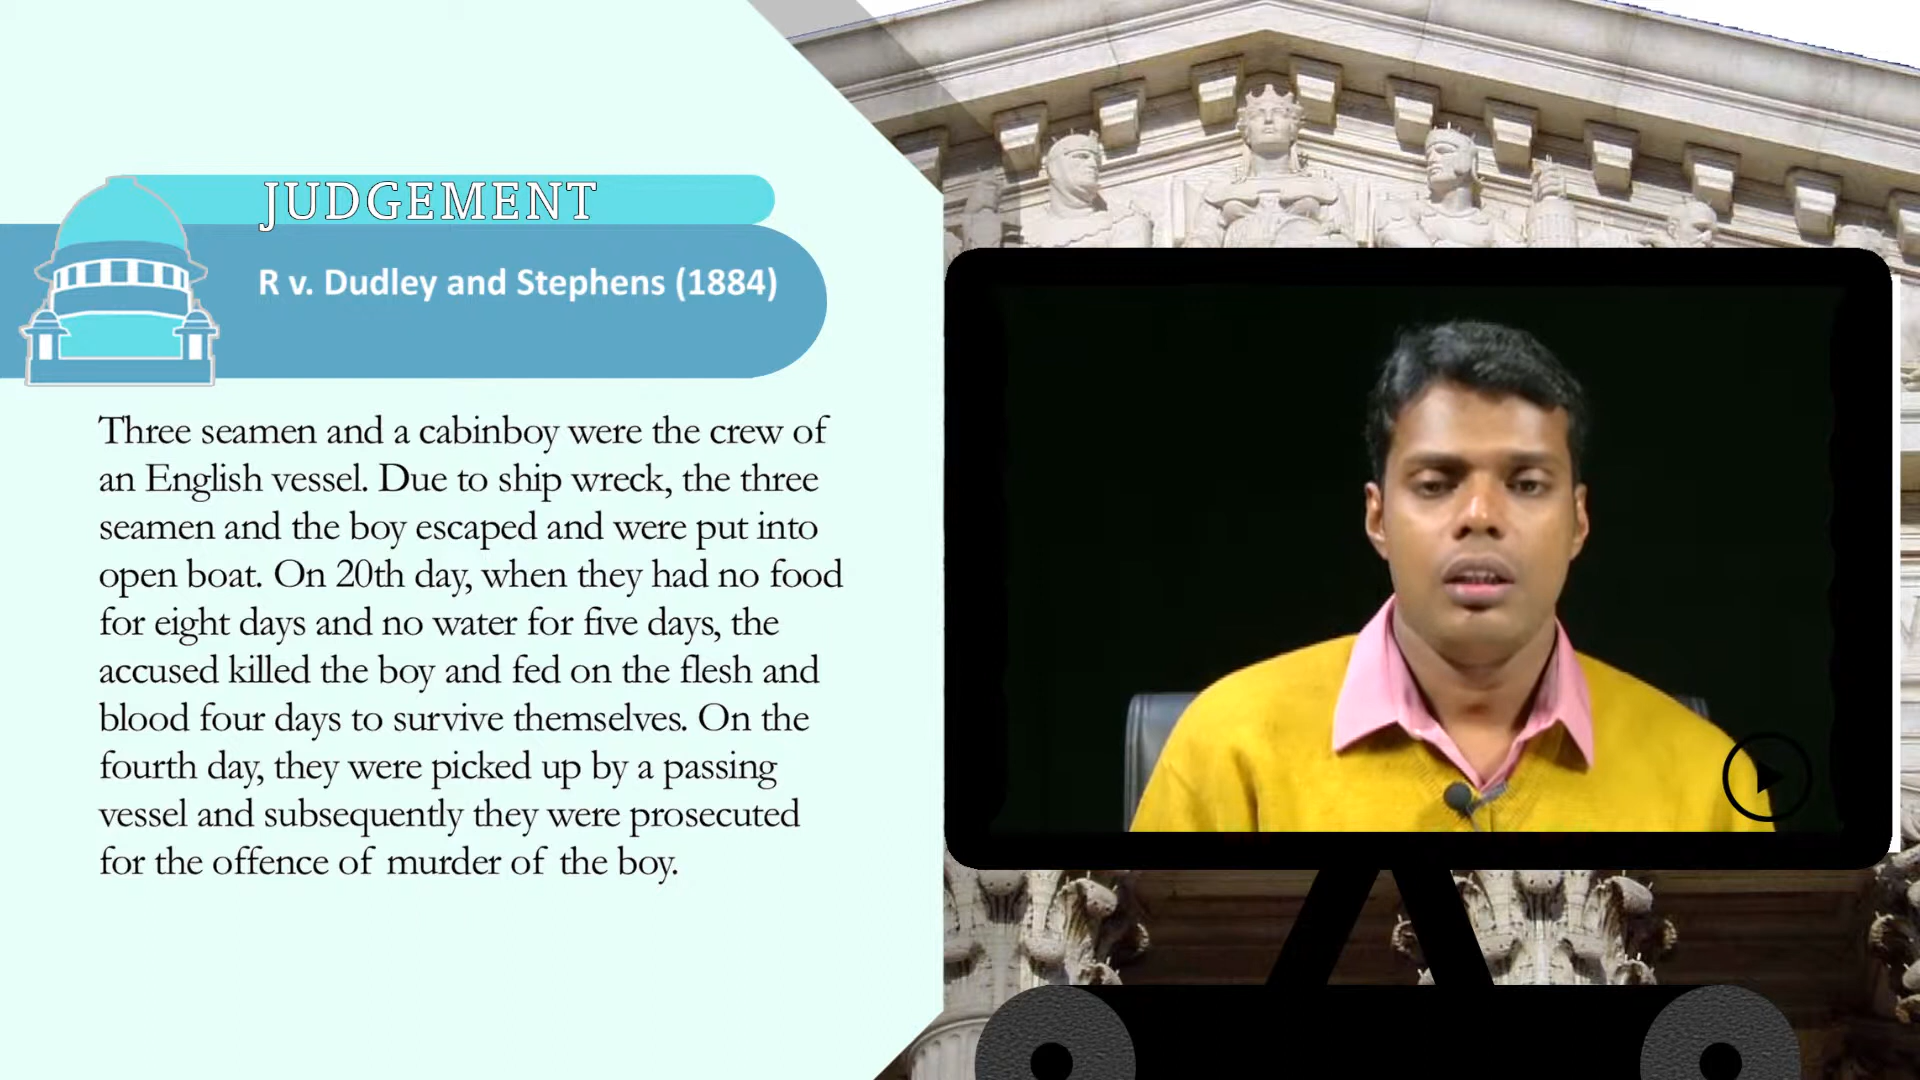 JUDGEMENT
R v. Dudley and Stephens (1884)
Three seamen and a cabinboy were the crew of
an English vessel. Due to ship wreck, the three
seamen and the boy escaped and were put into
open boat. On 20th day, when they had no food
for eight days and no water for five days, the
accused killed the boy and fed on the flesh and
blood four days to survive themselves. On the
fourth day, they were picked up by a passing
vessel and subsequently they were prosecuted
for the offence of murder of the boy.